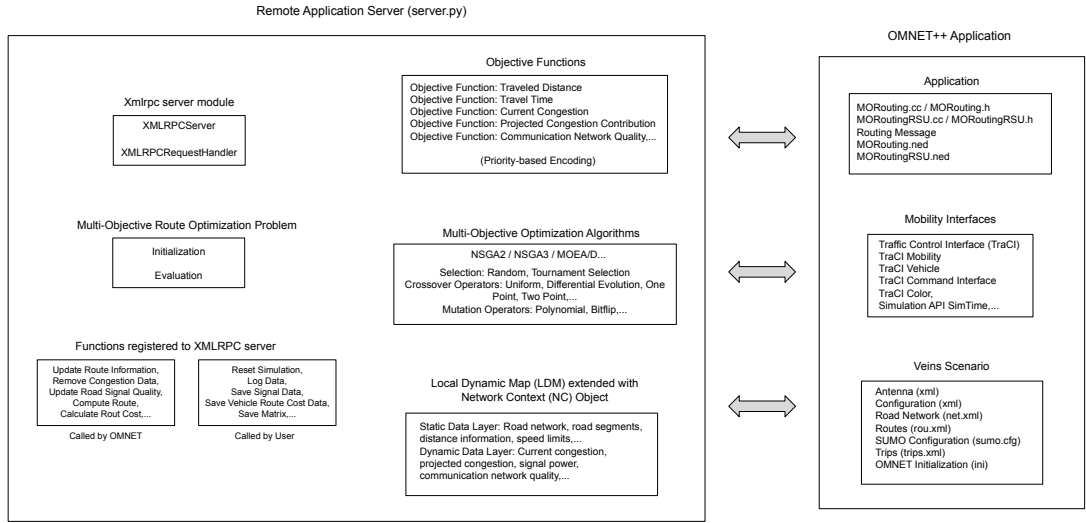 Remote Application Server (server.py)
Xmlrpc server module
XMLRPCServer
XMLRPCRequestHandler
Multi-Objective Route Optimization Problem
Initialization
Evaluation
Functions registered to XMLRPC server
Update Route Information,
Remove Congestion Data,
Update Road Signal Quality,
Compute Route,
Calculate Rout Cost,...
Called by OMNET
Reset Simulation,
Log Data,
Save Signal Data,
Save Vehicle Route Cost Data,
Save Matrix,...
Called by User
Objective Functions
Objective Function: Traveled Distance
Objective Function: Travel Time
Objective Function: Current Congestion
Objective Function: Projected Congestion Contribution
Objective Function: Communication Network Quality,...
(Priority-based Encoding)
Multi-Objective Optimization Algorithms
NSGA2 / NSGA3 / MOEA/D...
Selection: Random, Tournament Selection
Crossover Operators: Uniform, Differential Evolution, One
Point, Two Point,...
Mutation Operators: Polynomial, Bitflip,...
Local Dynamic Map (LDM) extended with
Network Context (NC) Object
Static Data Layer: Road network, road segments,
distance information, speed limits,...
Dynamic Data Layer: Current congestion,
projected congestion, signal power,
communication network quality,...
OMNET++ Application
Application
MORouting.cc / MORouting.h
MORoutingRSU.cc / MORoutingRSU.h
Routing Message
MORouting.ned
MORoutingRSU.ned
Mobility Interfaces
Traffic Control Interface (TraCI)
TraCI Mobility
TraCI Vehicle
TraCI Command Interface
TraCI Color,
Simulation API SimTime,...
Veins Scenario
Antenna (xml)
Configuration (xml)
Road Network (net.xml)
Routes (rou.xml)
SUMO Configuration (sumo.cfg)
Trips (trips.xml)
OMNET Initialization (ini)